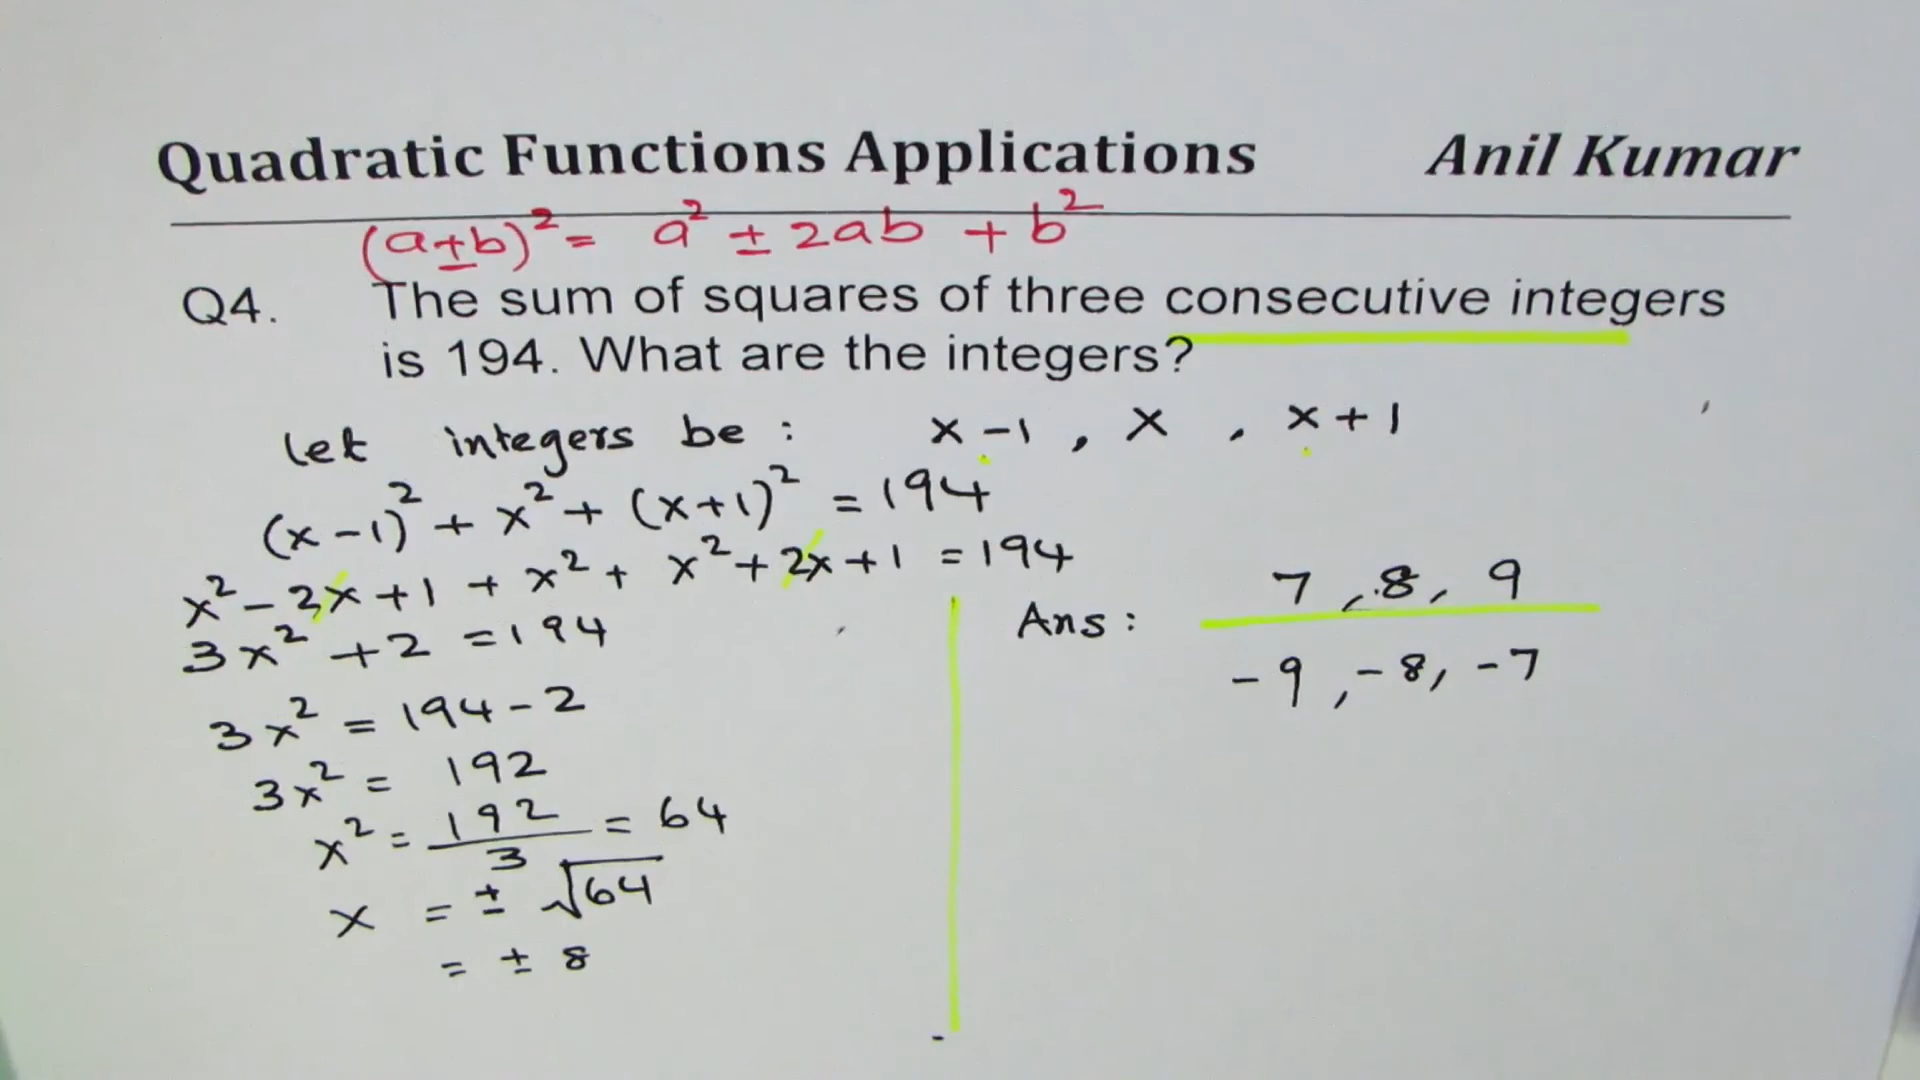 Quadratic Functions Applications Anil Kumar
(a±b)² = a² ± 2ab + b²
Q4. The sum of squares of three consecutive integers
is 194. What are the integers?
Let integers be : x-1 , x , x+1
(x-1)² + x² + (x+1)² = 194
x² - 2x + 1 + x² + x² + 2x + 1 = 194
3x² + 2 = 194
3x² = 194 - 2
3x² = 192
x² = 192/3 = 64
x = ± √64
= ± 8
Ans : 7, 8, 9
-9, -8, -7